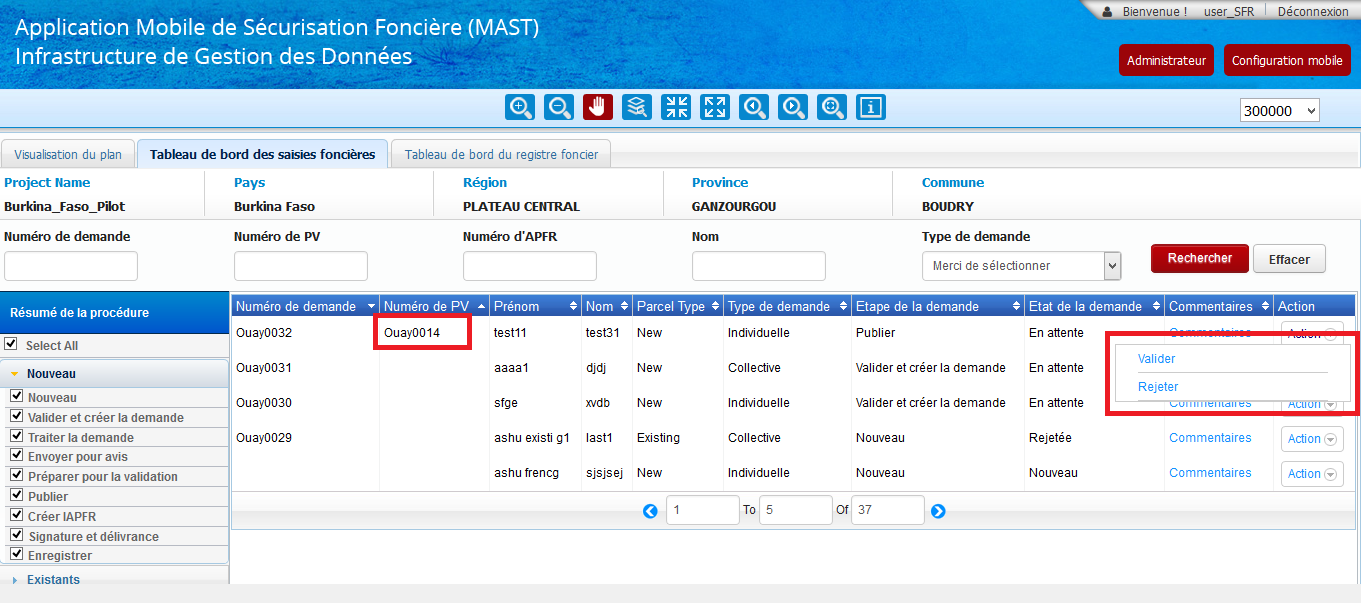 Bienvenue ! user_SFR Déconnexion
Application Mobile de Sécurisation Foncière (MAST)
Infrastructure de Gestion des Données
Administrateur Configuration mobile
300000
Visualisation du plan Tableau de bord des saisies foncières Tableau de bord du registre foncier
Project Name Pays Région Province Commune
Burkina_Faso_Pilot Burkina Faso PLATEAU CENTRAL GANZOURGOU BOUDRY
Numéro de demande Numéro de PV Numéro d'APFR Nom Type de demande
Merci de sélectionner Rechercher Effacer
Résumé de la procédure
Select All
Nouveau
Nouveau
Valider et créer la demande
Traiter la demande
Envoyer pour avis
Préparer pour la validation
Publier
Créer lAPFR
Signature et délivrance
Enregistrer
Existants
Numéro de demande Numéro de PV Prénom Nom Parcel Type Type de demande Etape de la demande Etat de la demande Commentaires Action
Ouay0032 Ouay0014 test11 test31 New Individuelle Publier En attente Commentaires Action
Valider
Ouay0031 aaaa1 djdj New Collective Valider et créer la demande En attente
Rejeter
Ouay0030 sfge xvdb New Individuelle Valider et créer la demande En attente Commentaires Action
Ouay0029 ashu existi g1 last1 Existing Collective Nouveau Rejetée Commentaires Action
ashu frencg sjsjsej New Individuelle Nouveau Nouveau Commentaires Action
1 To 5 Of 37